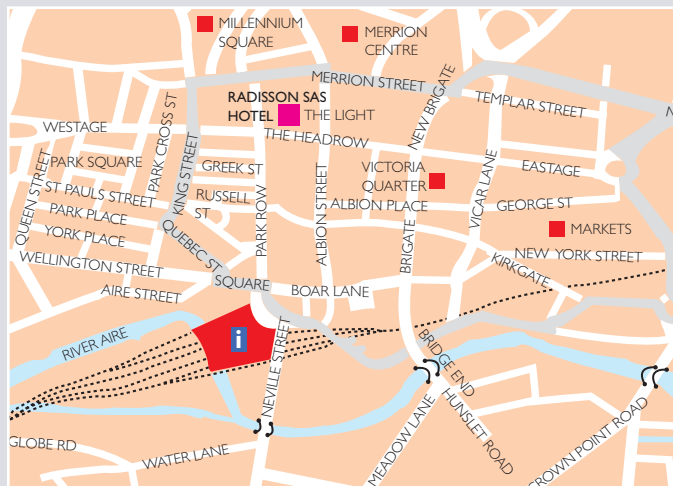 MILLENNIUM
SQUARE
MERRION
CENTRE
MERRION STREET
RADISSON SAS
HOTEL
THE LIGHT
NEW BRIGATE
TEMPLAR STREET
PARK CROSS ST
WESTAGE
THE HEADROW
KING STREET
QUEEN STREET
PARK SQUARE
GREEK ST
VICTORIA
QUARTER
VICAR LANE
EASTAGE
ST PAULS STREET
RUSSELL
ST
PARK ROW
ALBION STREET
ALBION PLACE
GEORGE ST
PARK PLACE
YORK PLACE
QUEBEC ST
BRIGATE
MARKETS
NEW YORK STREET
KIRKGATE
WELLINGTON STREET
SQUARE
BOAR LANE
AIRE STREET
RIVER AIRE
i
NEVILLE STREET
BRIDGE END
HUNSLET ROAD
MEADOW LANE
CROWN POINT ROAD
GLOBE RD
WATER LANE